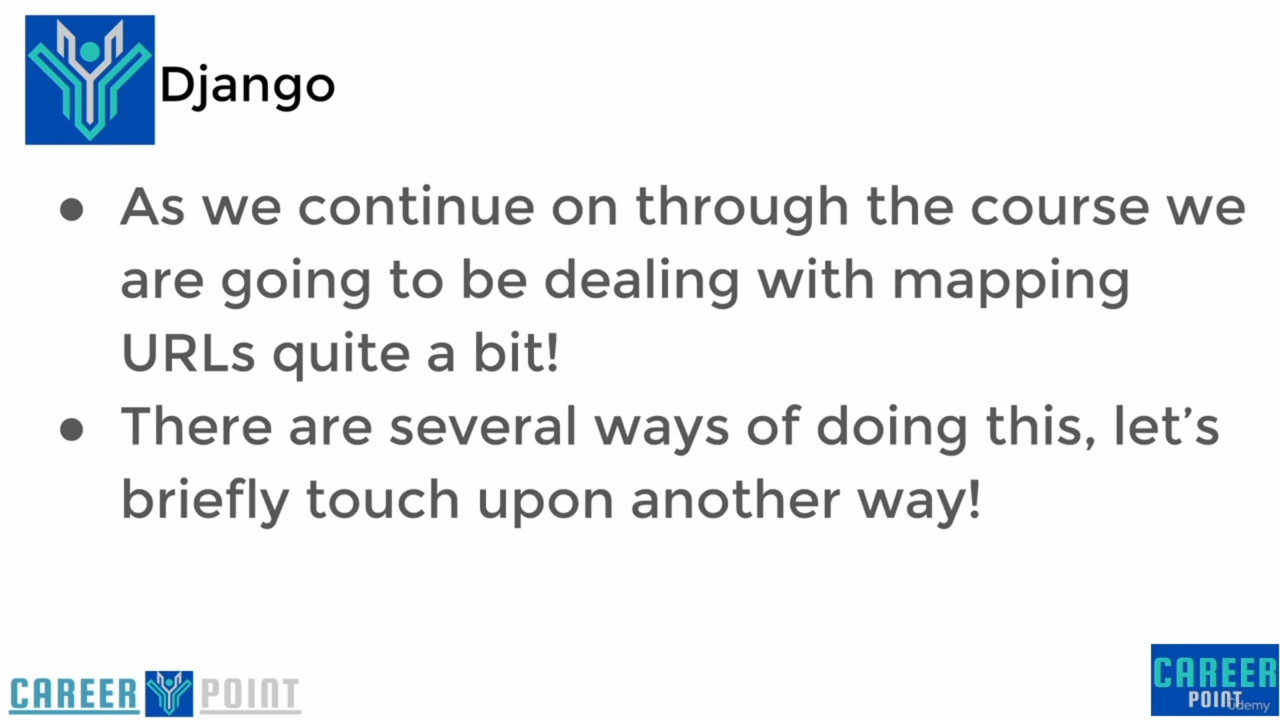 Django
● As we continue on through the course we
are going to be dealing with mapping
URLs quite a bit!
● There are several ways of doing this, let’s
briefly touch upon another way!
CAREER POINT
CAREER
POINT
Udemy